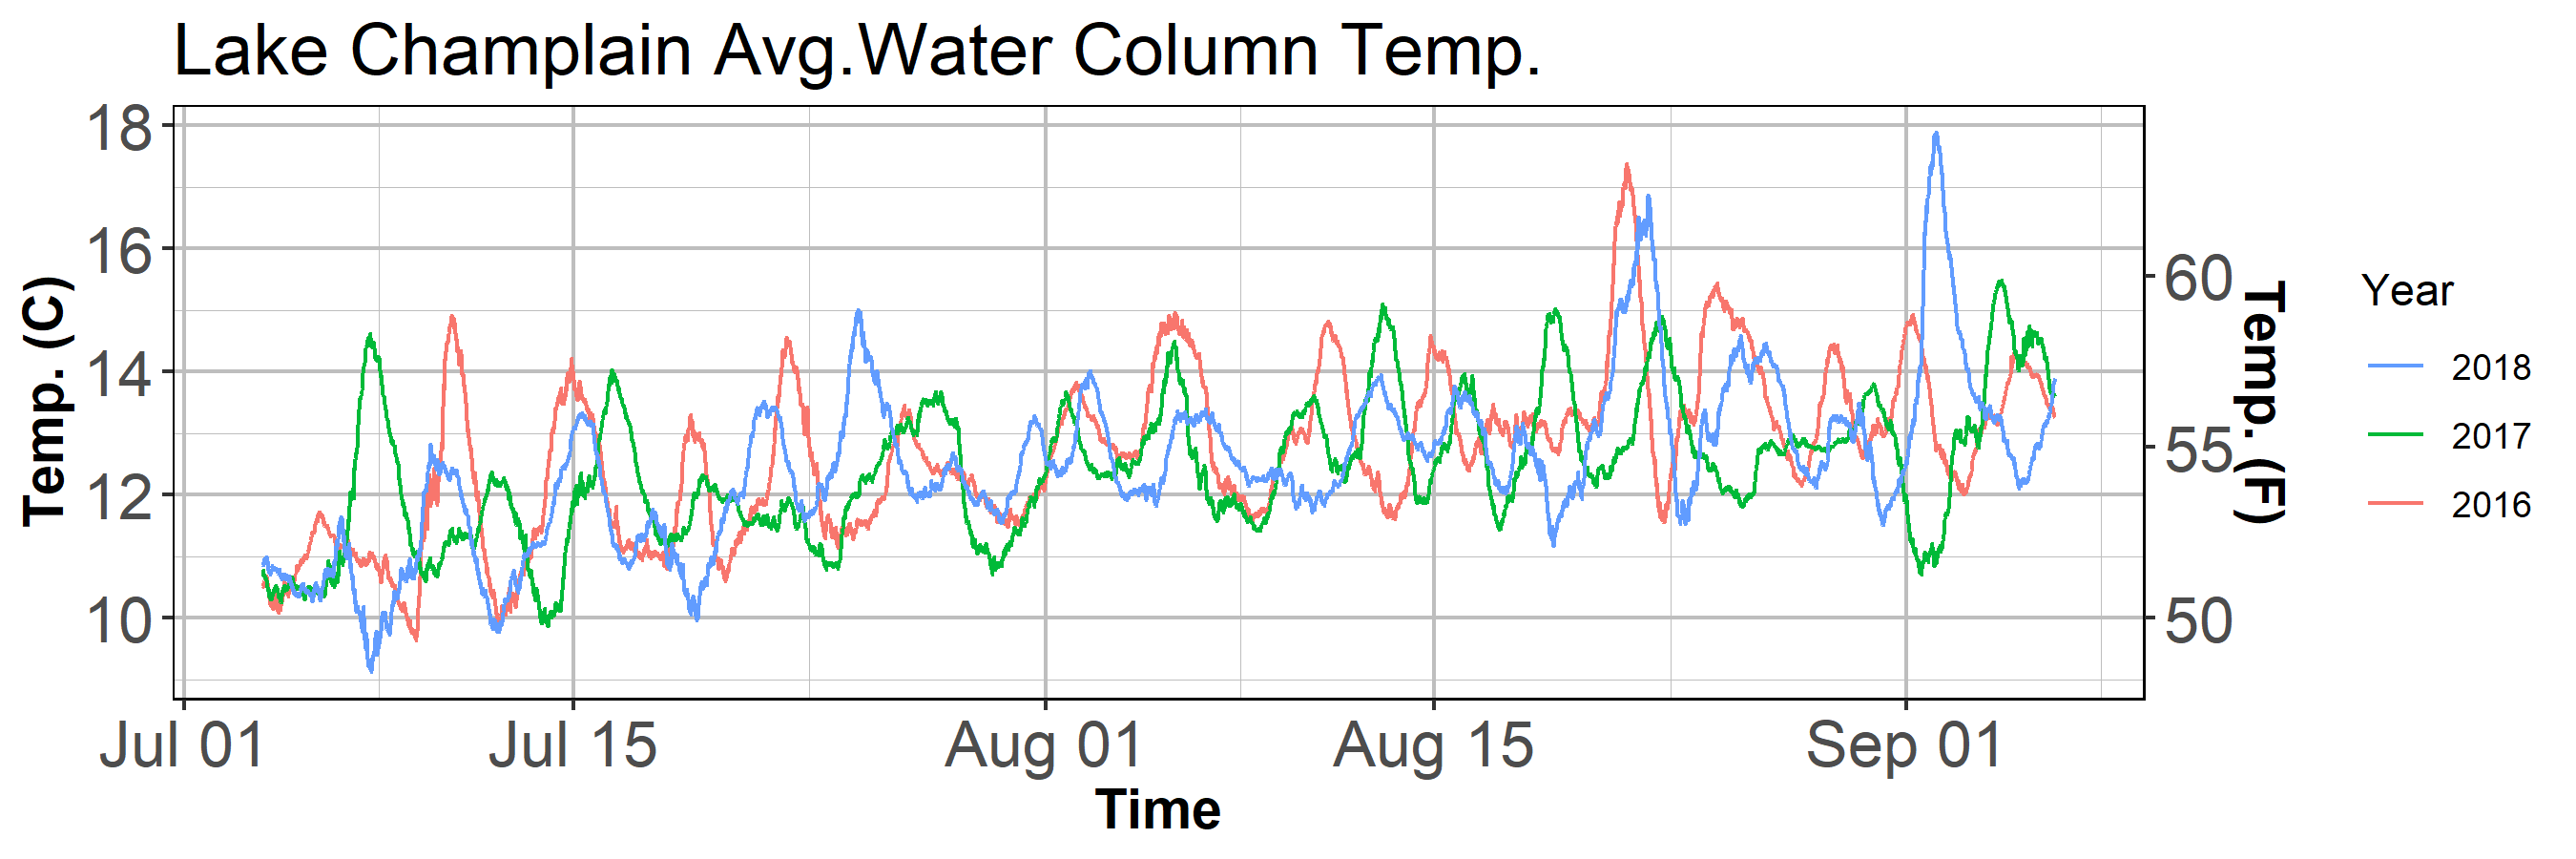 Lake Champlain Avg.Water Column Temp.
18
16
14
12
10
Temp. (C)
60
55
50
Temp. (F)
Jul 01
Jul 15
Aug 01
Aug 15
Sep 01
Time
Year
2018
2017
2016